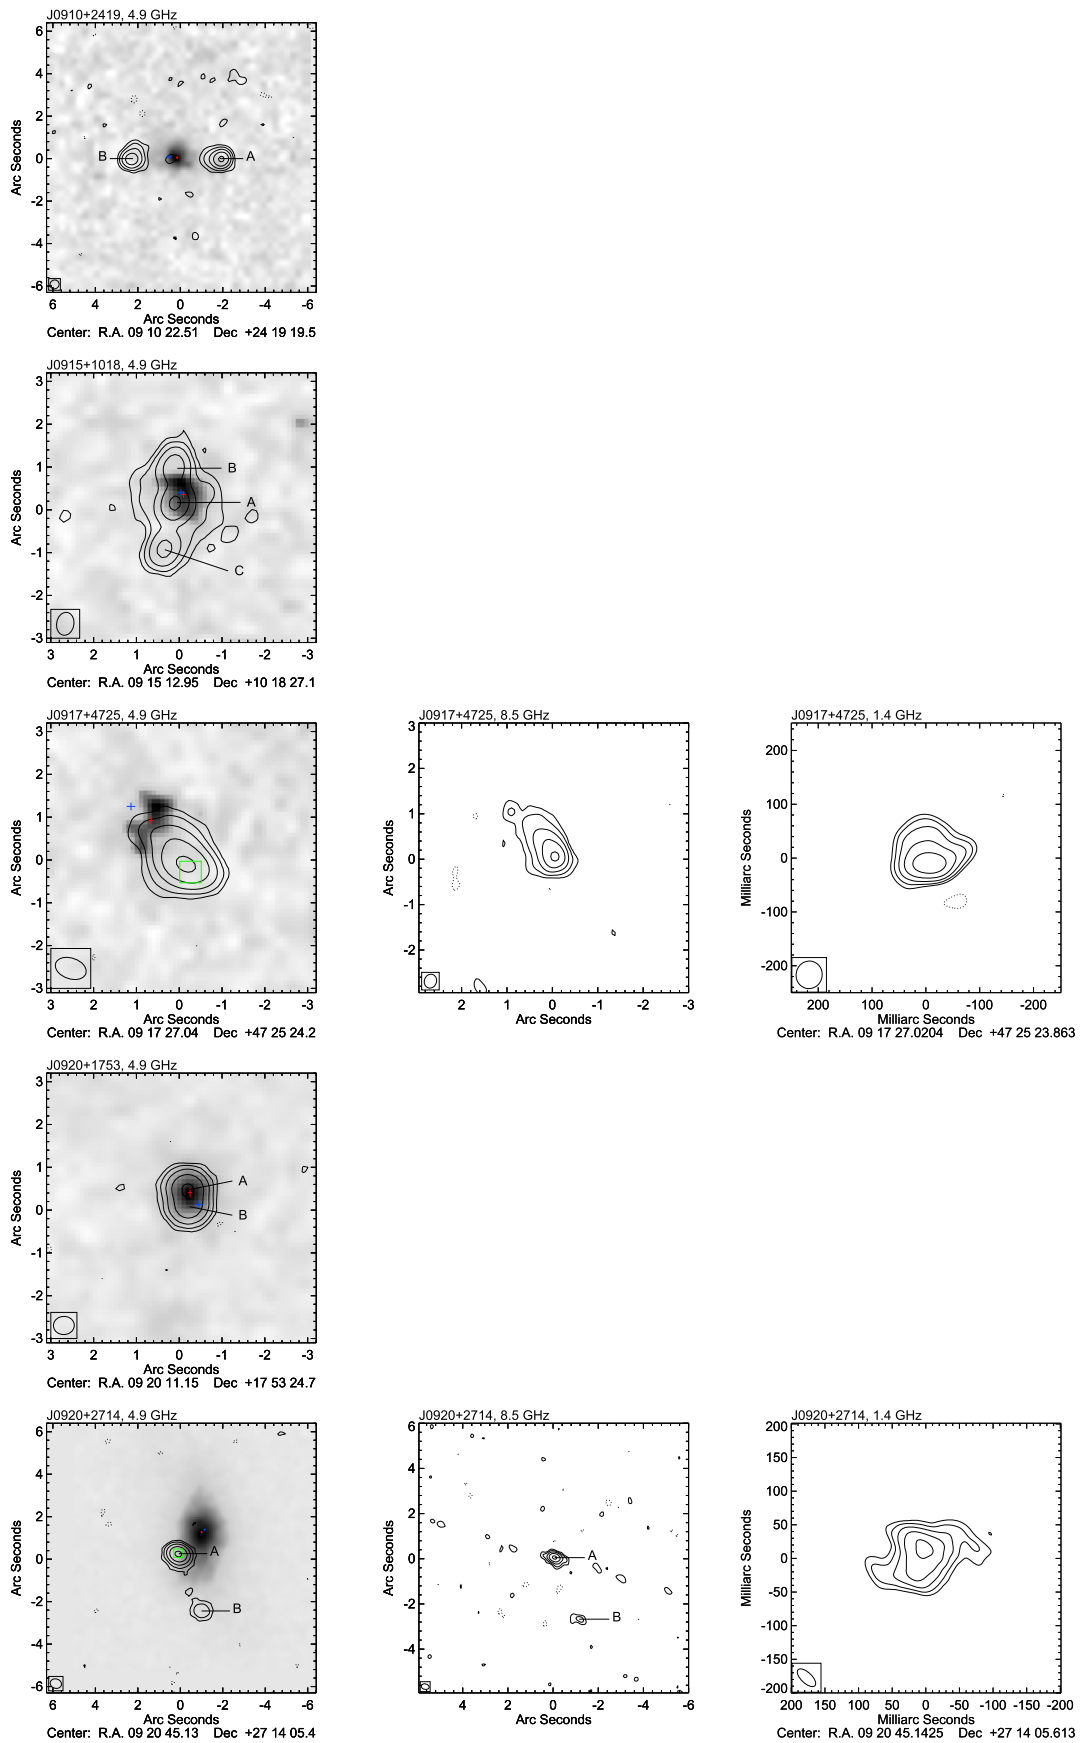 J0910+2419, 4.9 GHz
6
4
2
0
-2
-4
-6
Arc Seconds
B
A
6 4 2 0 -2 -4 -6
Arc Seconds
Center: R.A. 09 10 22.51 Dec +24 19 19.5
J0915+1018, 4.9 GHz
3
2
1
0
-1
-2
-3
Arc Seconds
B
A
C
3 2 1 0 -1 -2 -3
Arc Seconds
Center: R.A. 09 15 12.95 Dec +10 18 27.1
J0917+4725, 4.9 GHz
3
2
1
0
-1
-2
-3
Arc Seconds
3 2 1 0 -1 -2 -3
Arc Seconds
Center: R.A. 09 17 27.04 Dec +47 25 24.2
J0917+4725, 8.5 GHz
3
2
1
0
-1
-2
Arc Seconds
2 1 0 -1 -2 -3
Arc Seconds
J0917+4725, 1.4 GHz
200
100
0
-100
-200
Milliarc Seconds
200 100 0 -100 -200
Milliarc Seconds
Center: R.A. 09 17 27.0204 Dec +47 25 23.863
J0920+1753, 4.9 GHz
3
2
1
0
-1
-2
-3
Arc Seconds
A
B
3 2 1 0 -1 -2 -3
Arc Seconds
Center: R.A. 09 20 11.15 Dec +17 53 24.7
J0920+2714, 4.9 GHz
6
4
2
0
-2
-4
-6
Arc Seconds
A
B
6 4 2 0 -2 -4 -6
Arc Seconds
Center: R.A. 09 20 45.13 Dec +27 14 05.4
J0920+2714, 8.5 GHz
6
4
2
0
-2
-4
Arc Seconds
A
B
4 2 0 -2 -4 -6
Arc Seconds
J0920+2714, 1.4 GHz
200
150
100
50
0
-50
-100
-150
-200
Milliarc Seconds
200 150 100 50 0 -50 -100 -150 -200
Milliarc Seconds
Center: R.A. 09 20 45.1425 Dec +27 14 05.613